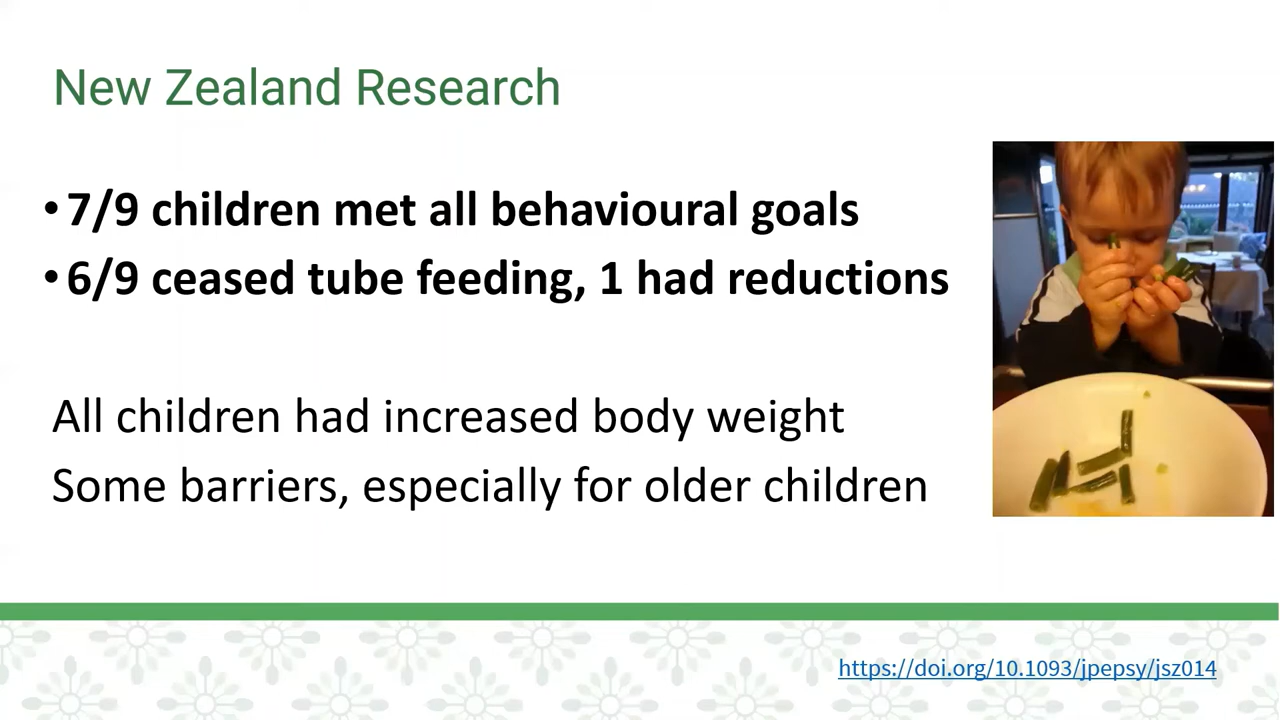 New Zealand Research
• 7/9 children met all behavioural goals
• 6/9 ceased tube feeding, 1 had reductions
All children had increased body weight
Some barriers, especially for older children
https://doi.org/10.1093/jpepsy/jsz014